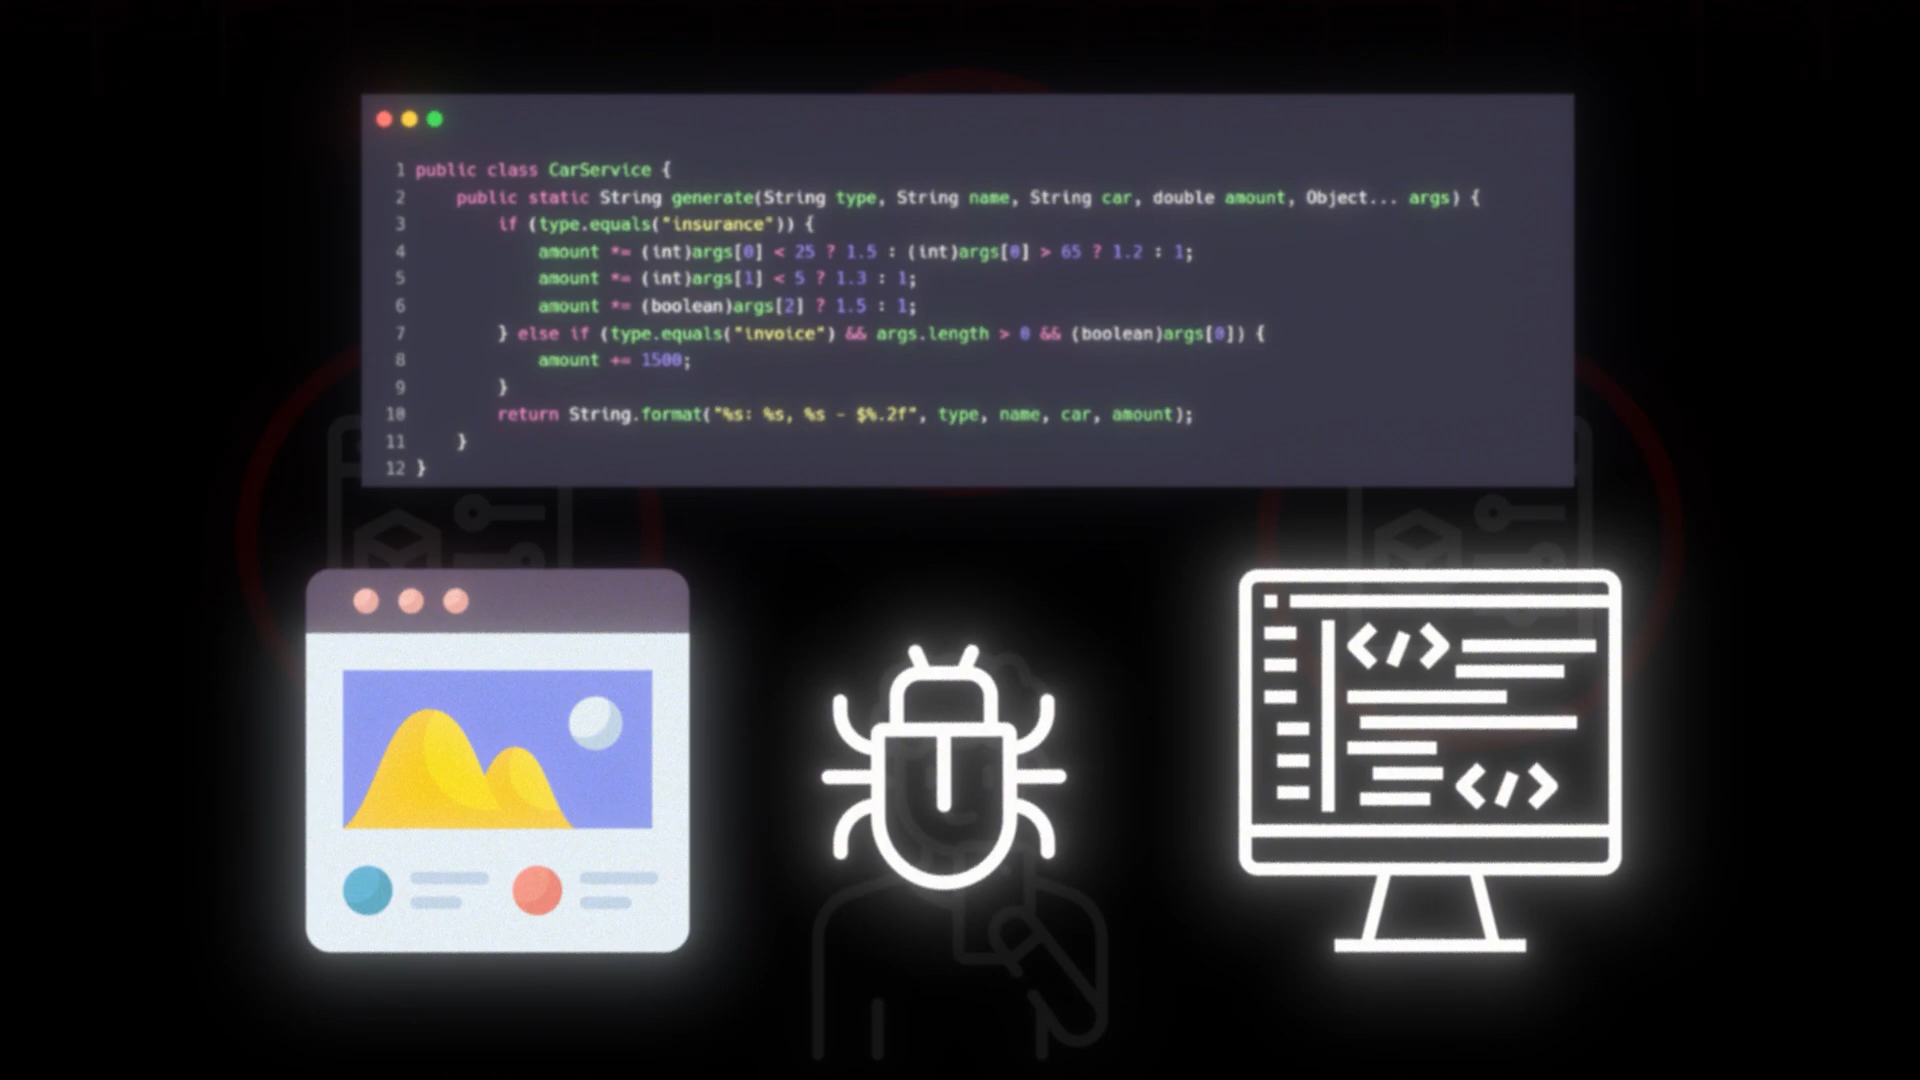 1 public class CarService {
2     public static String generate(String type, String name, String car, double amount, Object... args) {
3         if (type.equals("insurance")) {
4             amount *= (int)args[0] < 25 ? 1.5 : (int)args[0] > 65 ? 1.2 : 1;
5             amount *= (int)args[1] < 5 ? 1.3 : 1;
6             amount *= (boolean)args[2] ? 1.5 : 1;
7         } else if (type.equals("invoice") && args.length > 0 && (boolean)args[0]) {
8             amount += 1500;
9         }
10         return String.format("%s: %s, %s - $%.2f", type, name, car, amount);
11     }
12 }